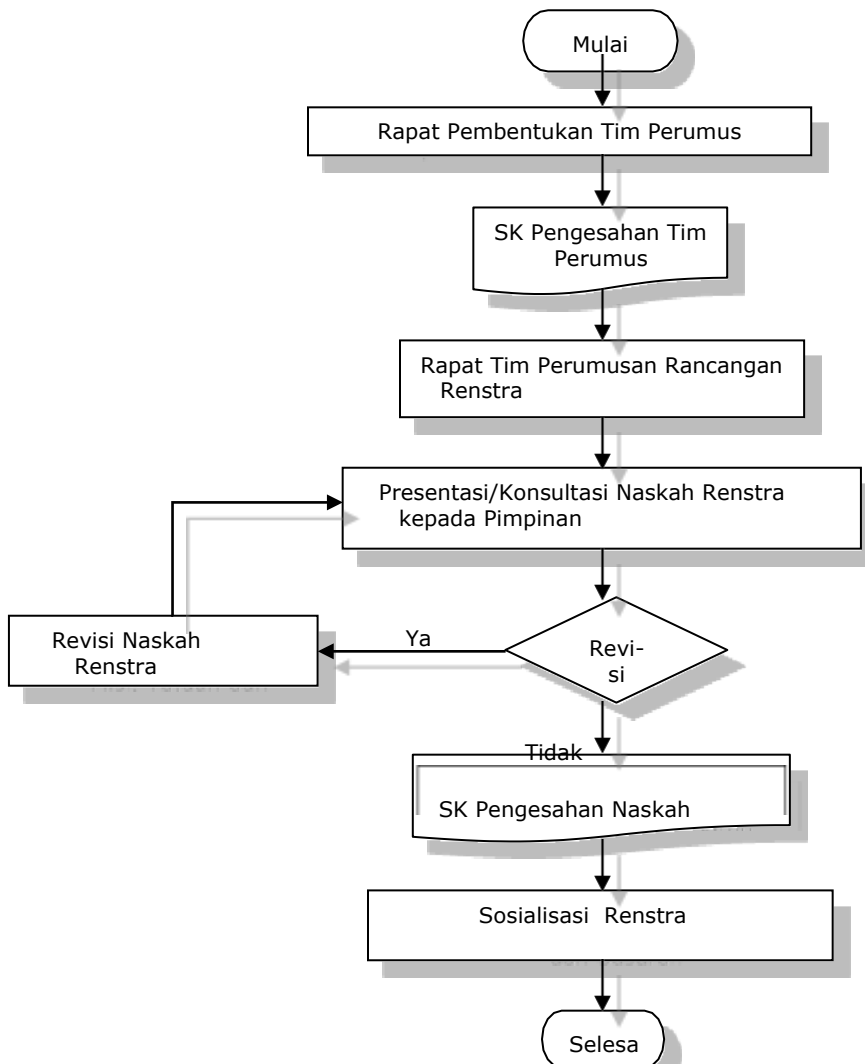 Mulai
Rapat Pembentukan Tim Perumus
SK Pengesahan Tim
Perumus
Rapat Tim Perumusan Rancangan
Renstra
Presentasi/Konsultasi Naskah Renstra
kepada Pimpinan
Revisi Naskah
Renstra
Ya
Revi-
si
Tidak
SK Pengesahan Naskah
Sosialisasi Renstra
Selesa